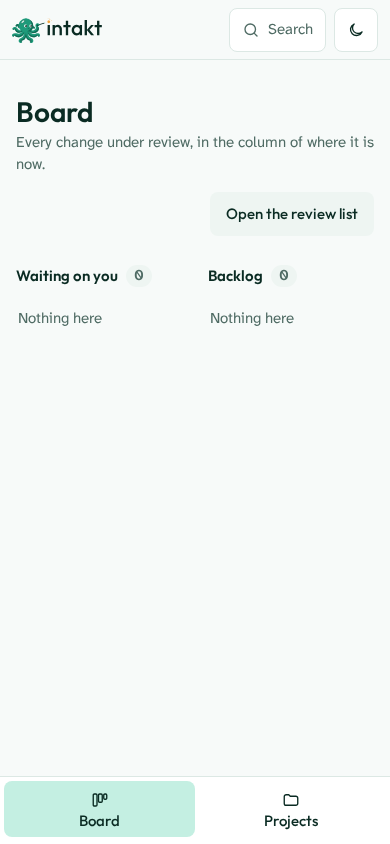 intakt
Search
Board
Every change under review, in the column of where it is
now.
Open the review list
Waiting on you 0
Backlog 0
Nothing here
Nothing here
Board
Projects